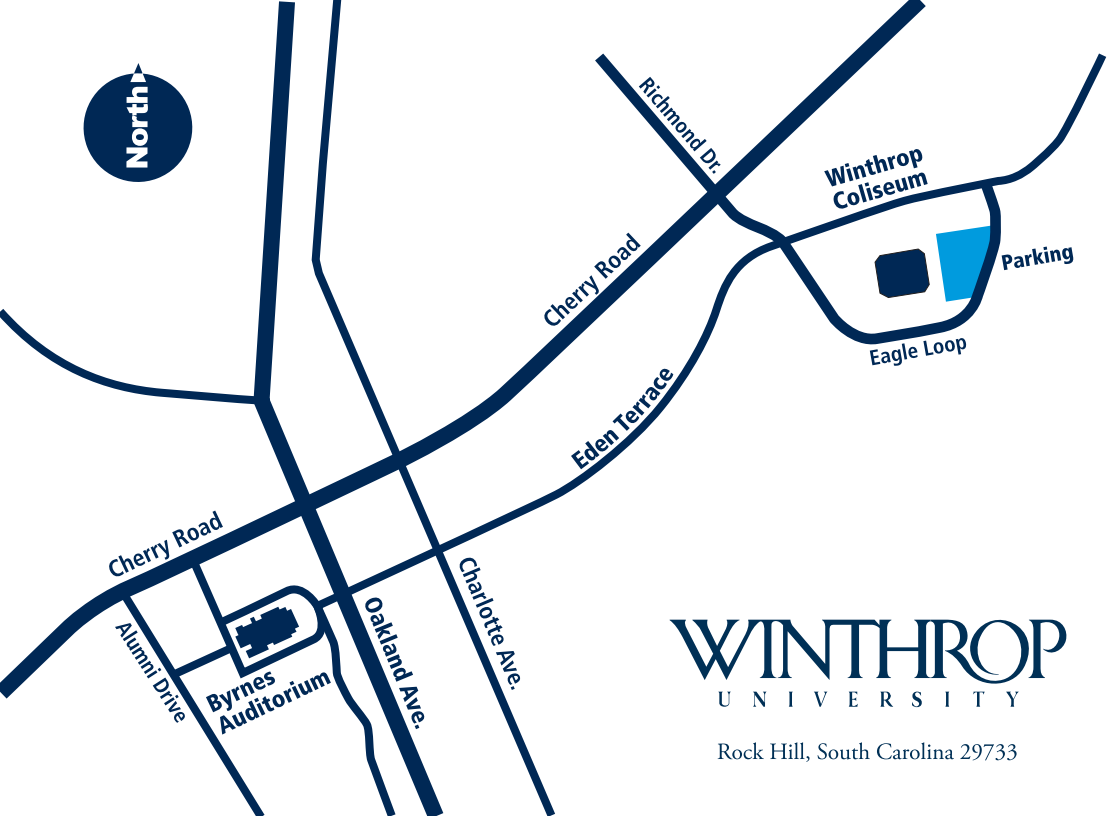 North
Richmond Dr.
Winthrop
Coliseum
Cherry Road
Parking
Eagle Loop
Eden Terrace
Cherry Road
Charlotte Ave.
Oakland Ave.
Alumni Drive
Byrnes
Auditorium
WINTHROP
UNIVERSITY
Rock Hill, South Carolina 29733